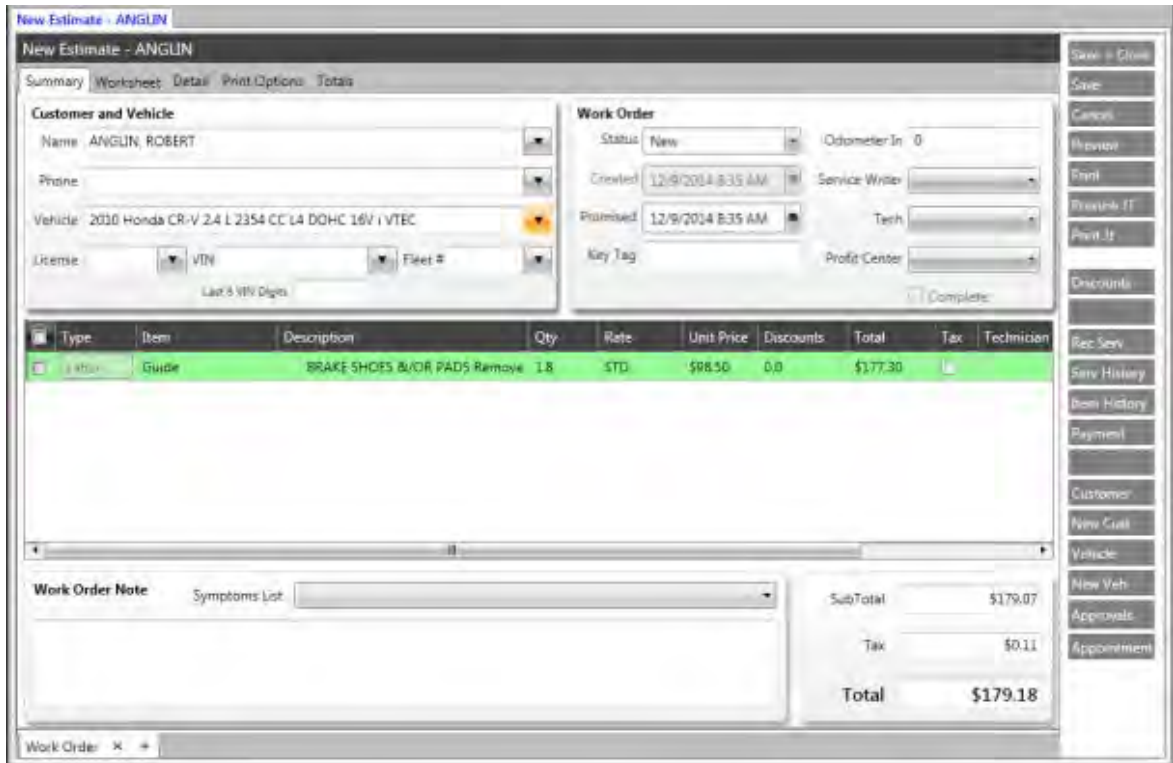 New Estimate - ANGLIN
New Estimate - ANGLIN
Summary Worksheet Detail Print Options Totals
Customer and Vehicle
Name ANGLIN, ROBERT
Phone
Vehicle 2010 Honda CR-V 2.4 L 2354 CC L4 DOHC 16V i VTEC
License VIN Fleet #
Last 8 VIN Digits
Work Order
Status New Odometer In 0
Created 12/9/2014 8:35 AM Service Writer
Promised 12/9/2014 8:35 AM Tech
Key Tag Profit Center
Complete
Type Item Description Qty Rate Unit Price Discounts Total Tax Technician
Labor Guide BRAKE SHOES &/OR PADS Remove 1.8 STD $98.50 0.0 $177.30
Work Order Note Symptoms List
SubTotal $179.07
Tax $0.11
Total $179.18
Work Order × +
Save + Close
Save
Cancel
Preview
Print
Preview IT
Print It
Discounts
Rec Serv
Serv History
Item History
Payment
Customer
New Cust
Vehicle
New Veh
Approvals
Appointment